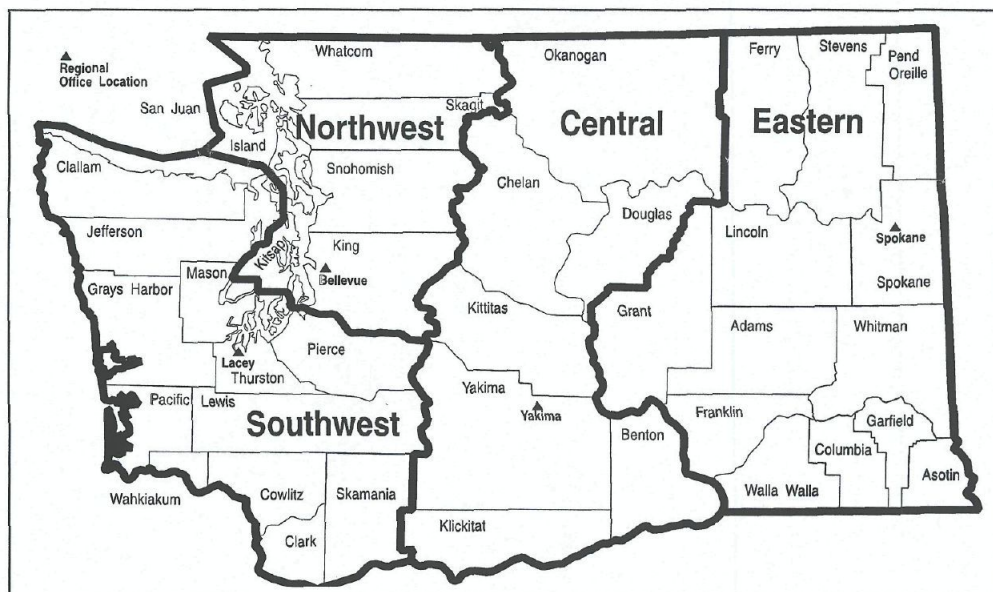 Regional
Office Location
San Juan
Whatcom
Skagit
Northwest
Island
Snohomish
King
Kitsap
Bellevue
Okanogan
Central
Chelan
Douglas
Kittitas
Yakima
Yakima
Benton
Klickitat
Ferry
Stevens
Pend
Oreille
Eastern
Lincoln
Spokane
Spokane
Grant
Adams
Whitman
Franklin
Garfield
Columbia
Walla Walla
Asotin
Clallam
Jefferson
Mason
Grays Harbor
Pierce
Lacey
Thurston
Pacific
Lewis
Southwest
Wahkiakum
Cowlitz
Skamania
Clark